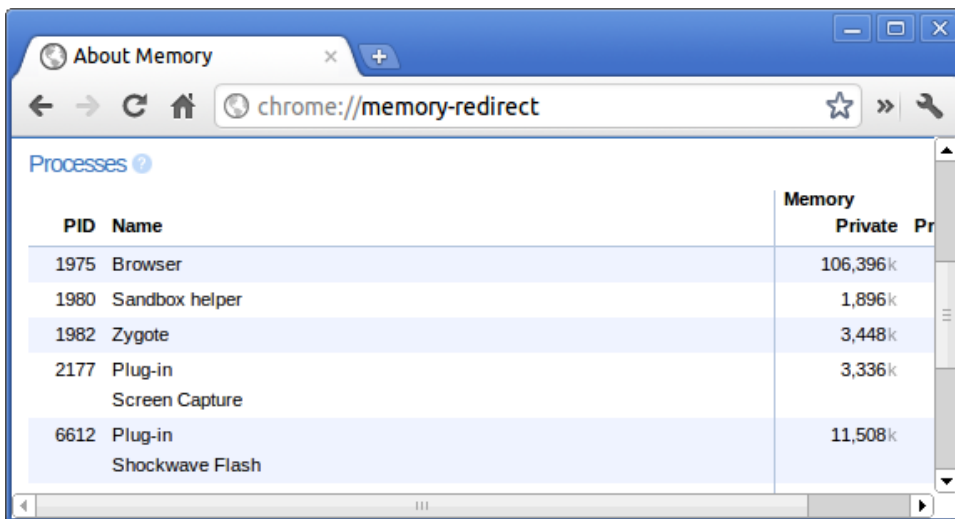 About Memory
chrome://memory-redirect
Processes ?
Memory
PID Name Private Pr
1975 Browser 106,396k
1980 Sandbox helper 1,896k
1982 Zygote 3,448k
2177 Plug-in 3,336k
Screen Capture
6612 Plug-in 11,508k
Shockwave Flash